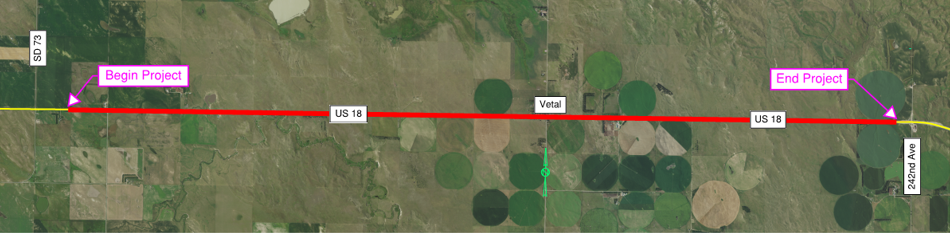 SD 73
Begin Project
US 18
Vetal
End Project
US 18
242nd Ave